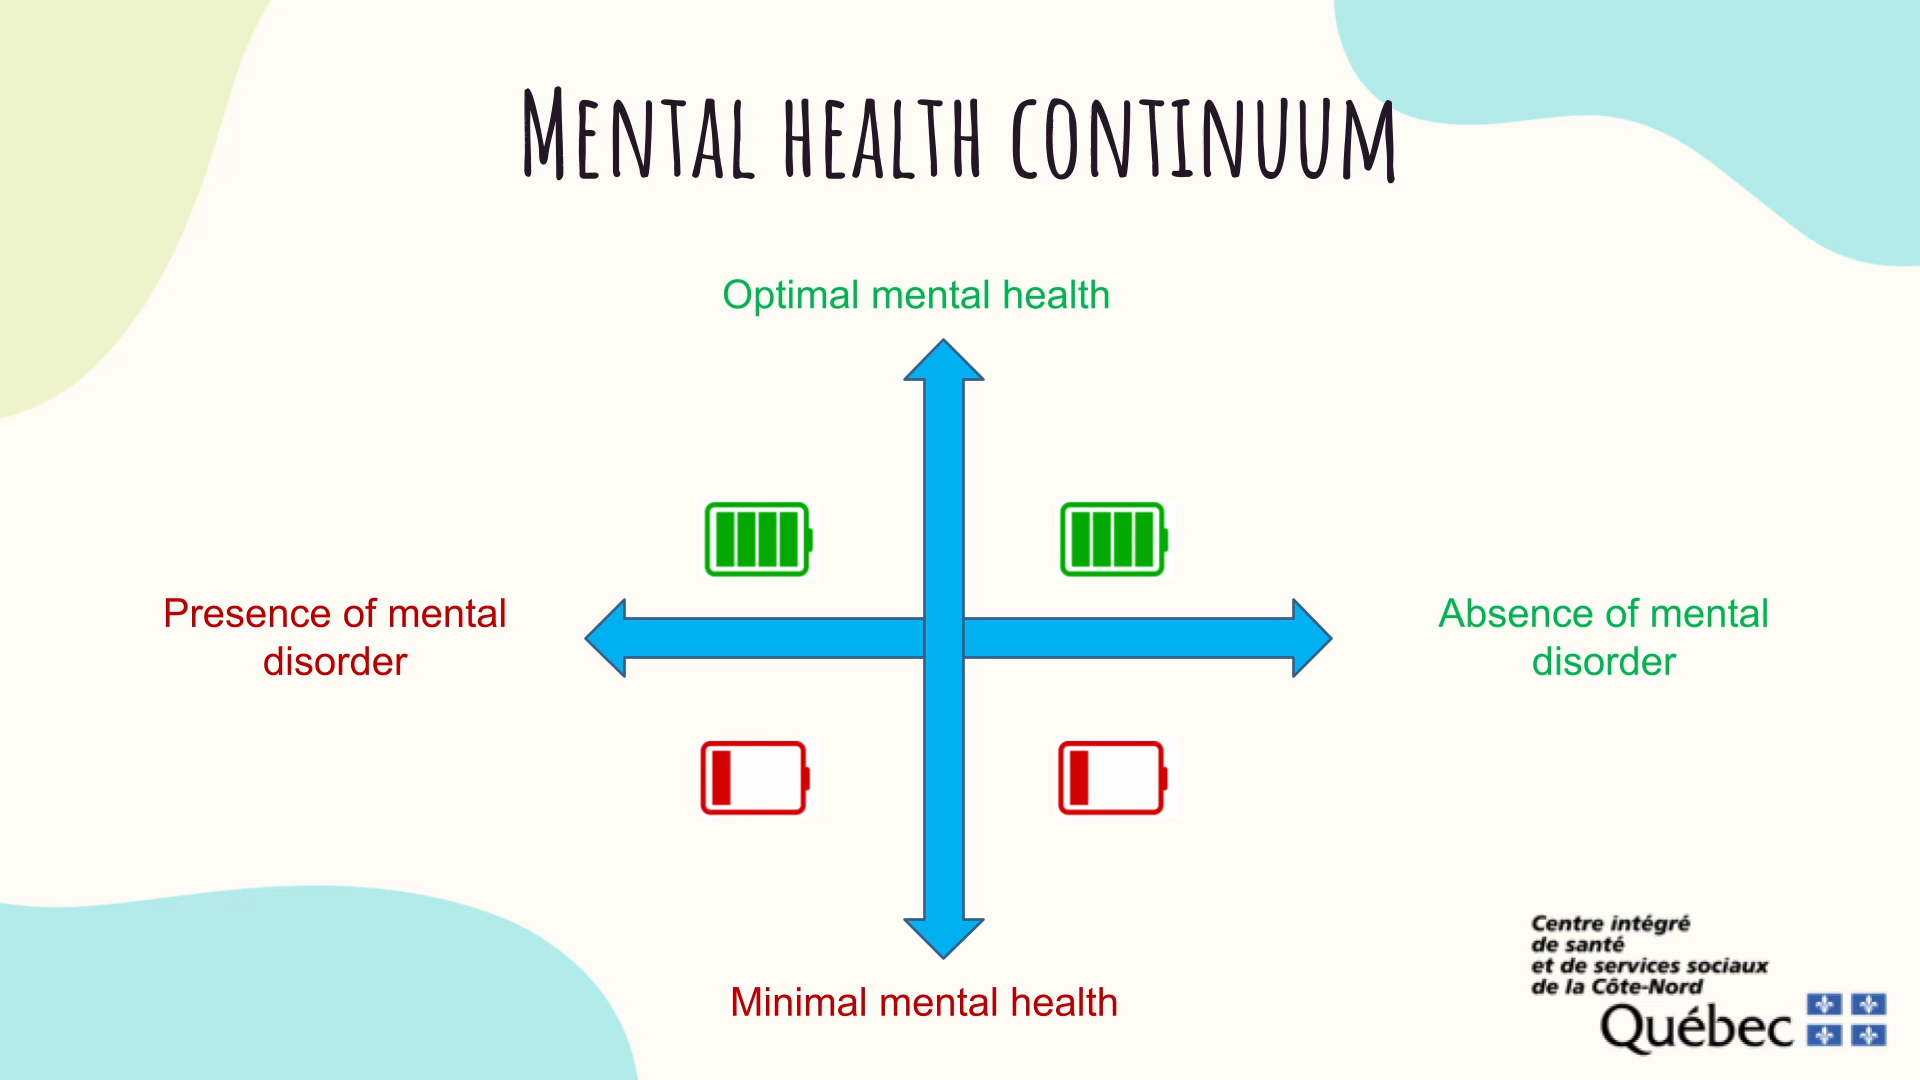 Mental health continuum
Optimal mental health
Presence of mental
disorder
Absence of mental
disorder
Minimal mental health
Centre intégré
de santé
et de services sociaux
de la Côte-Nord
Québec